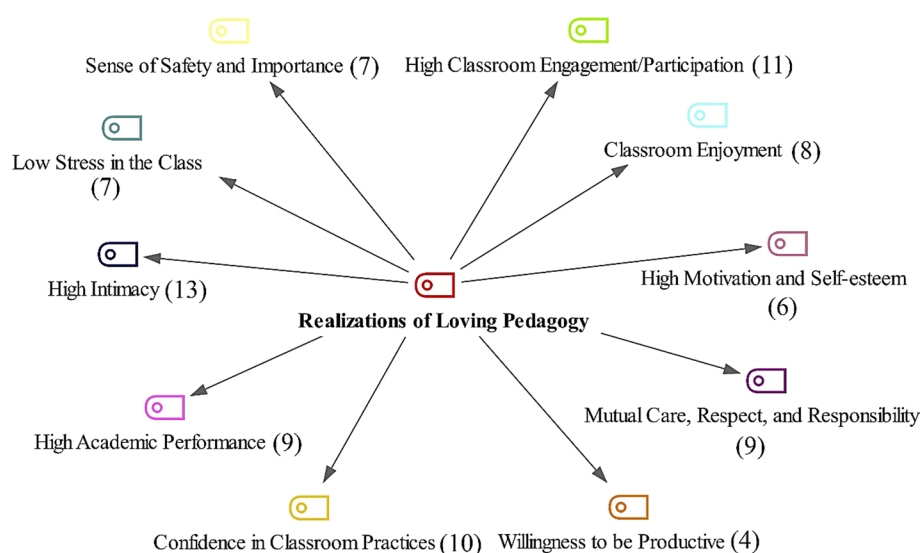 Sense of Safety and Importance (7)
High Classroom Engagement/Participation (11)
Low Stress in the Class
(7)
Classroom Enjoyment (8)
High Intimacy (13)
High Motivation and Self-esteem
(6)
Realizations of Loving Pedagogy
High Academic Performance (9)
Mutual Care, Respect, and Responsibility
(9)
Confidence in Classroom Practices (10)
Willingness to be Productive (4)